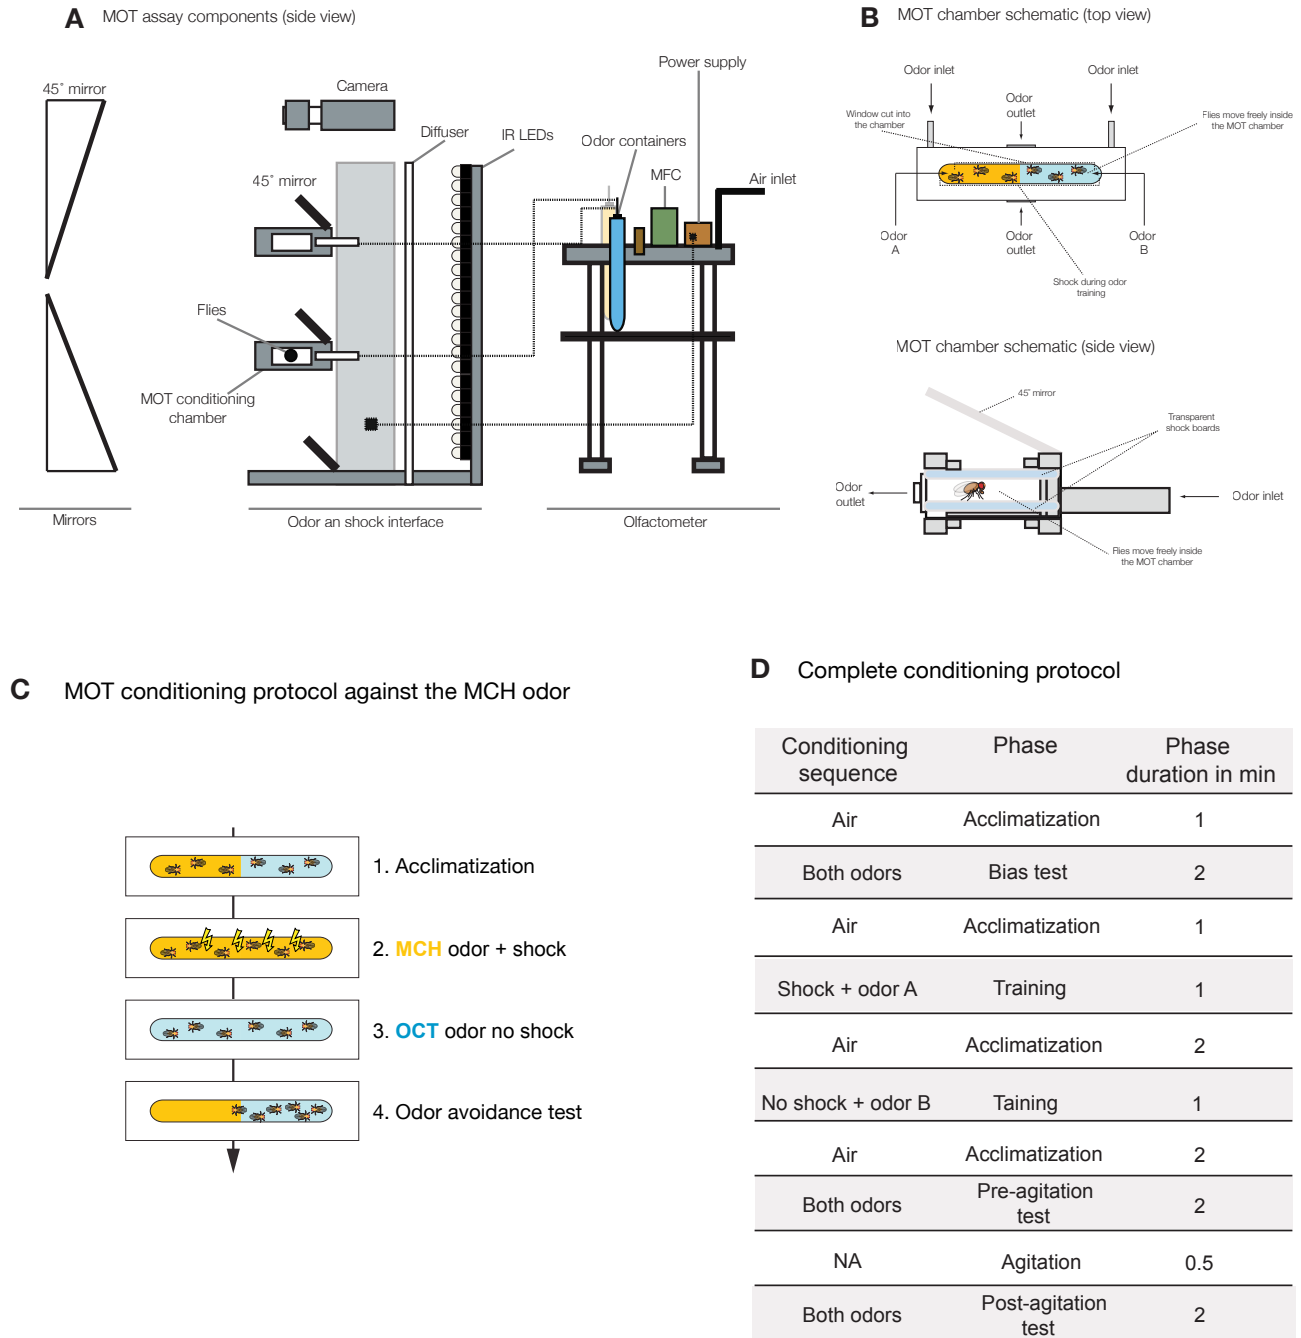 A MOT assay components (side view)
45° mirror
Camera
Diffuser
IR LEDs
Power supply
Odor containers
MFC
Air inlet
45° mirror
Flies
MOT conditioning
chamber
Mirrors
Odor an shock interface
Olfactometer
B MOT chamber schematic (top view)
Odor inlet
Odor inlet
Odor
outlet
Window cut into
the chamber
Flies move freely inside
the MOT chamber
Odor
A
Odor
outlet
Odor
B
Shock during odor
training
MOT chamber schematic (side view)
45° mirror
Transparent
shock boards
Odor
outlet
Odor inlet
Flies move freely inside
the MOT chamber
C MOT conditioning protocol against the MCH odor
1. Acclimatization
2. MCH odor + shock
3. OCT odor no shock
4. Odor avoidance test
D Complete conditioning protocol
Conditioning
sequence
Phase
Phase
duration in min
Air Acclimatization 1
Both odors Bias test 2
Air Acclimatization 1
Shock + odor A Training 1
Air Acclimatization 2
No shock + odor B Taining 1
Air Acclimatization 2
Both odors Pre-agitation
test 2
NA Agitation 0.5
Both odors Post-agitation
test 2